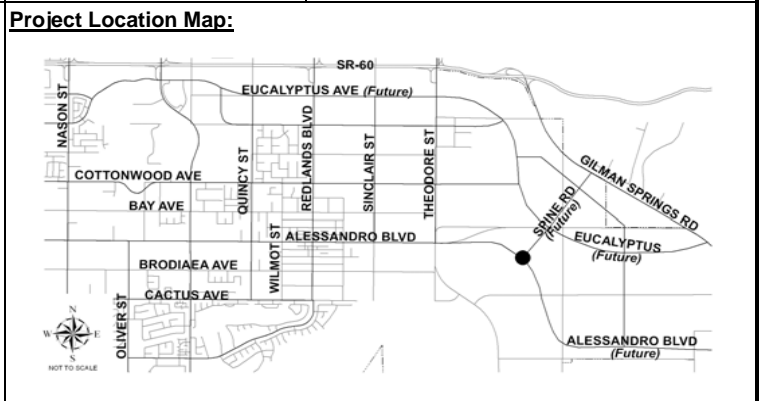 Project Location Map:
SR-60
EUCALYPTUS AVE (Future)
NASON ST
COTTONWOOD AVE
BAY AVE
QUINCY ST
REDLANDS BLVD
SINCLAIR ST
THEODORE ST
GILMAN SPRINGS RD
SPINE RD
(Future)
EUCALYPTUS
(Future)
WILMOT ST
ALESSANDRO BLVD
BRODIAEA AVE
CACTUS AVE
OLIVER ST
N
W
E
S
NOT TO SCALE
ALESSANDRO BLVD
(Future)